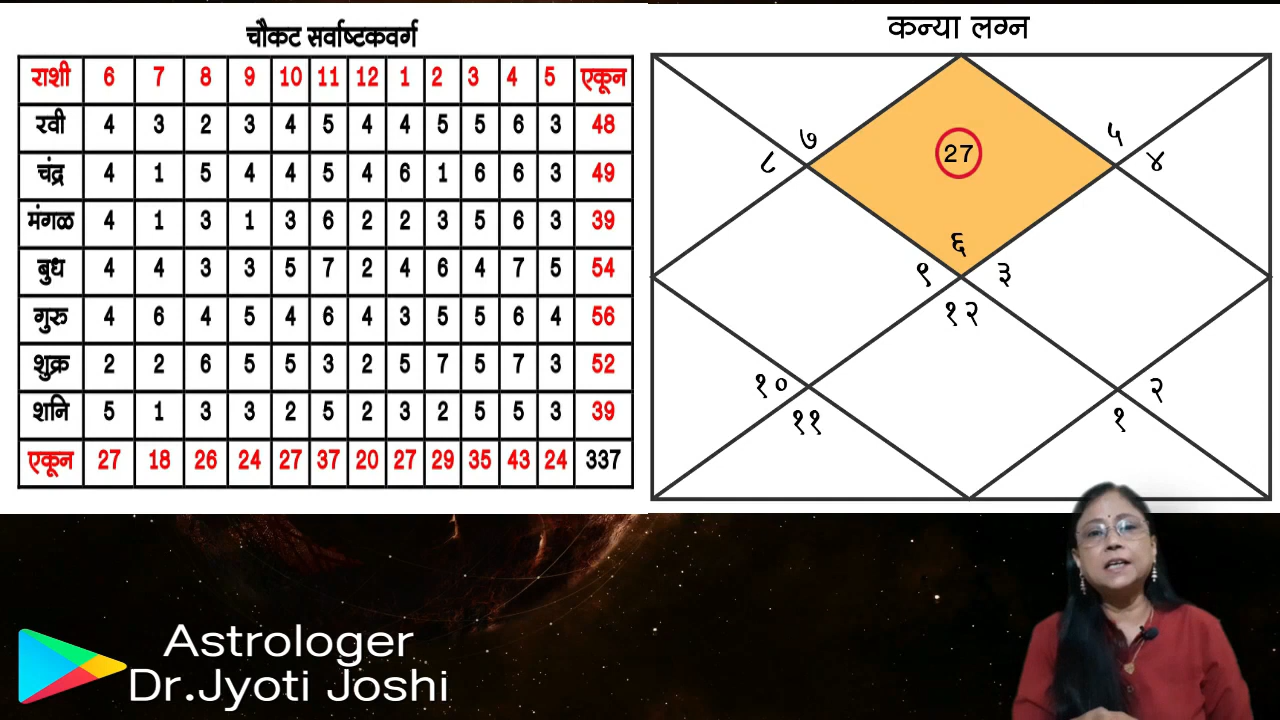 चौकट सर्वाष्टकवर्ग
राशी 6 7 8 9 10 11 12 1 2 3 4 5 एकून
रवी 4 3 2 3 4 5 4 4 5 5 6 3 48
चंद्र 4 1 5 4 4 5 4 6 1 6 6 3 49
मंगळ 4 1 3 1 3 6 2 2 3 5 6 3 39
बुध 4 4 3 3 5 7 2 4 6 4 7 5 54
गुरु 4 6 4 5 4 6 4 3 5 5 6 4 56
शुक्र 2 2 6 5 5 3 2 5 7 5 7 3 52
शनि 5 1 3 3 2 5 2 3 2 5 5 3 39
एकून 27 18 26 24 27 37 20 27 29 35 43 24 337
कन्या लग्न
७ 27 ५
८ ४
६
९ ३
१२
१० २
११ १
Astrologer
Dr.Jyoti Joshi